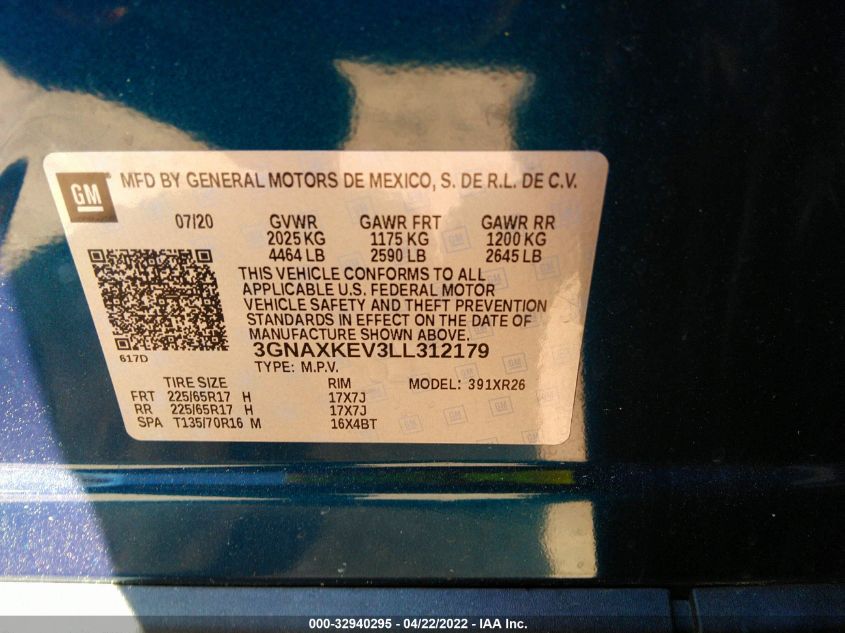 GM MFD BY GENERAL MOTORS DE MEXICO, S. DE R.L. DE C.V.
07/20 GVWR GAWR FRT GAWR RR
2025 KG 1175 KG 1200 KG
4464 LB 2590 LB 2645 LB
THIS VEHICLE CONFORMS TO ALL
APPLICABLE U.S. FEDERAL MOTOR
VEHICLE SAFETY AND THEFT PREVENTION
STANDARDS IN EFFECT ON THE DATE OF
MANUFACTURE SHOWN ABOVE.
617D 3GNAXKEV3LL312179
TYPE: M.P.V.
TIRE SIZE RIM MODEL: 391XR26
FRT 225/65R17 H 17X7J
RR 225/65R17 H 17X7J
SPA T135/70R16 M 16X4BT
000-32940295 - 04/22/2022 - IAA Inc.